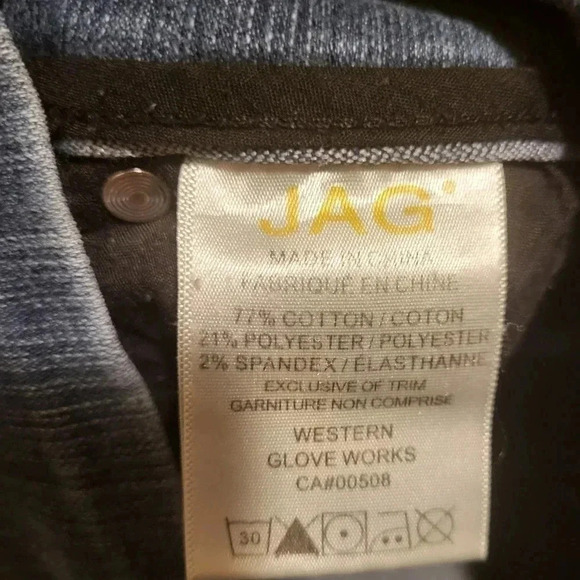 JAG®
MADE IN CHINA
FABRIQUÉ EN CHINE
77% COTTON / COTON
21% POLYESTER / POLYESTER
2% SPANDEX / ÉLASTHANNE
EXCLUSIVE OF TRIM
GARNITURE NON COMPRISE
WESTERN
GLOVE WORKS
CA#00508
30